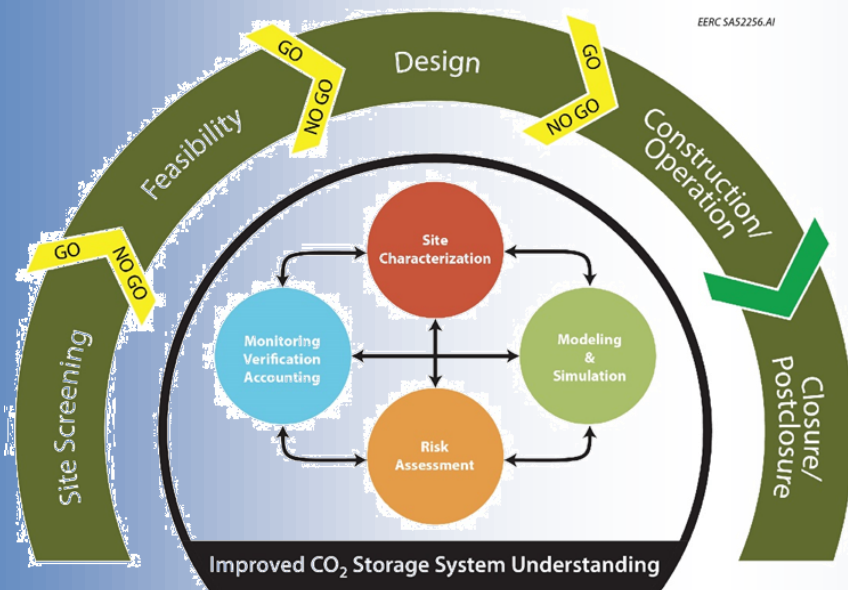 EERC SA52256.AI
Site Screening
GO
NO GO
Feasibility
GO
NO GO
Design
GO
NO GO
Construction/
Operation
Closure/
Postclosure
Site
Characterization
Monitoring
Verification
Accounting
Modeling
&
Simulation
Risk
Assessment
Improved CO₂ Storage System Understanding